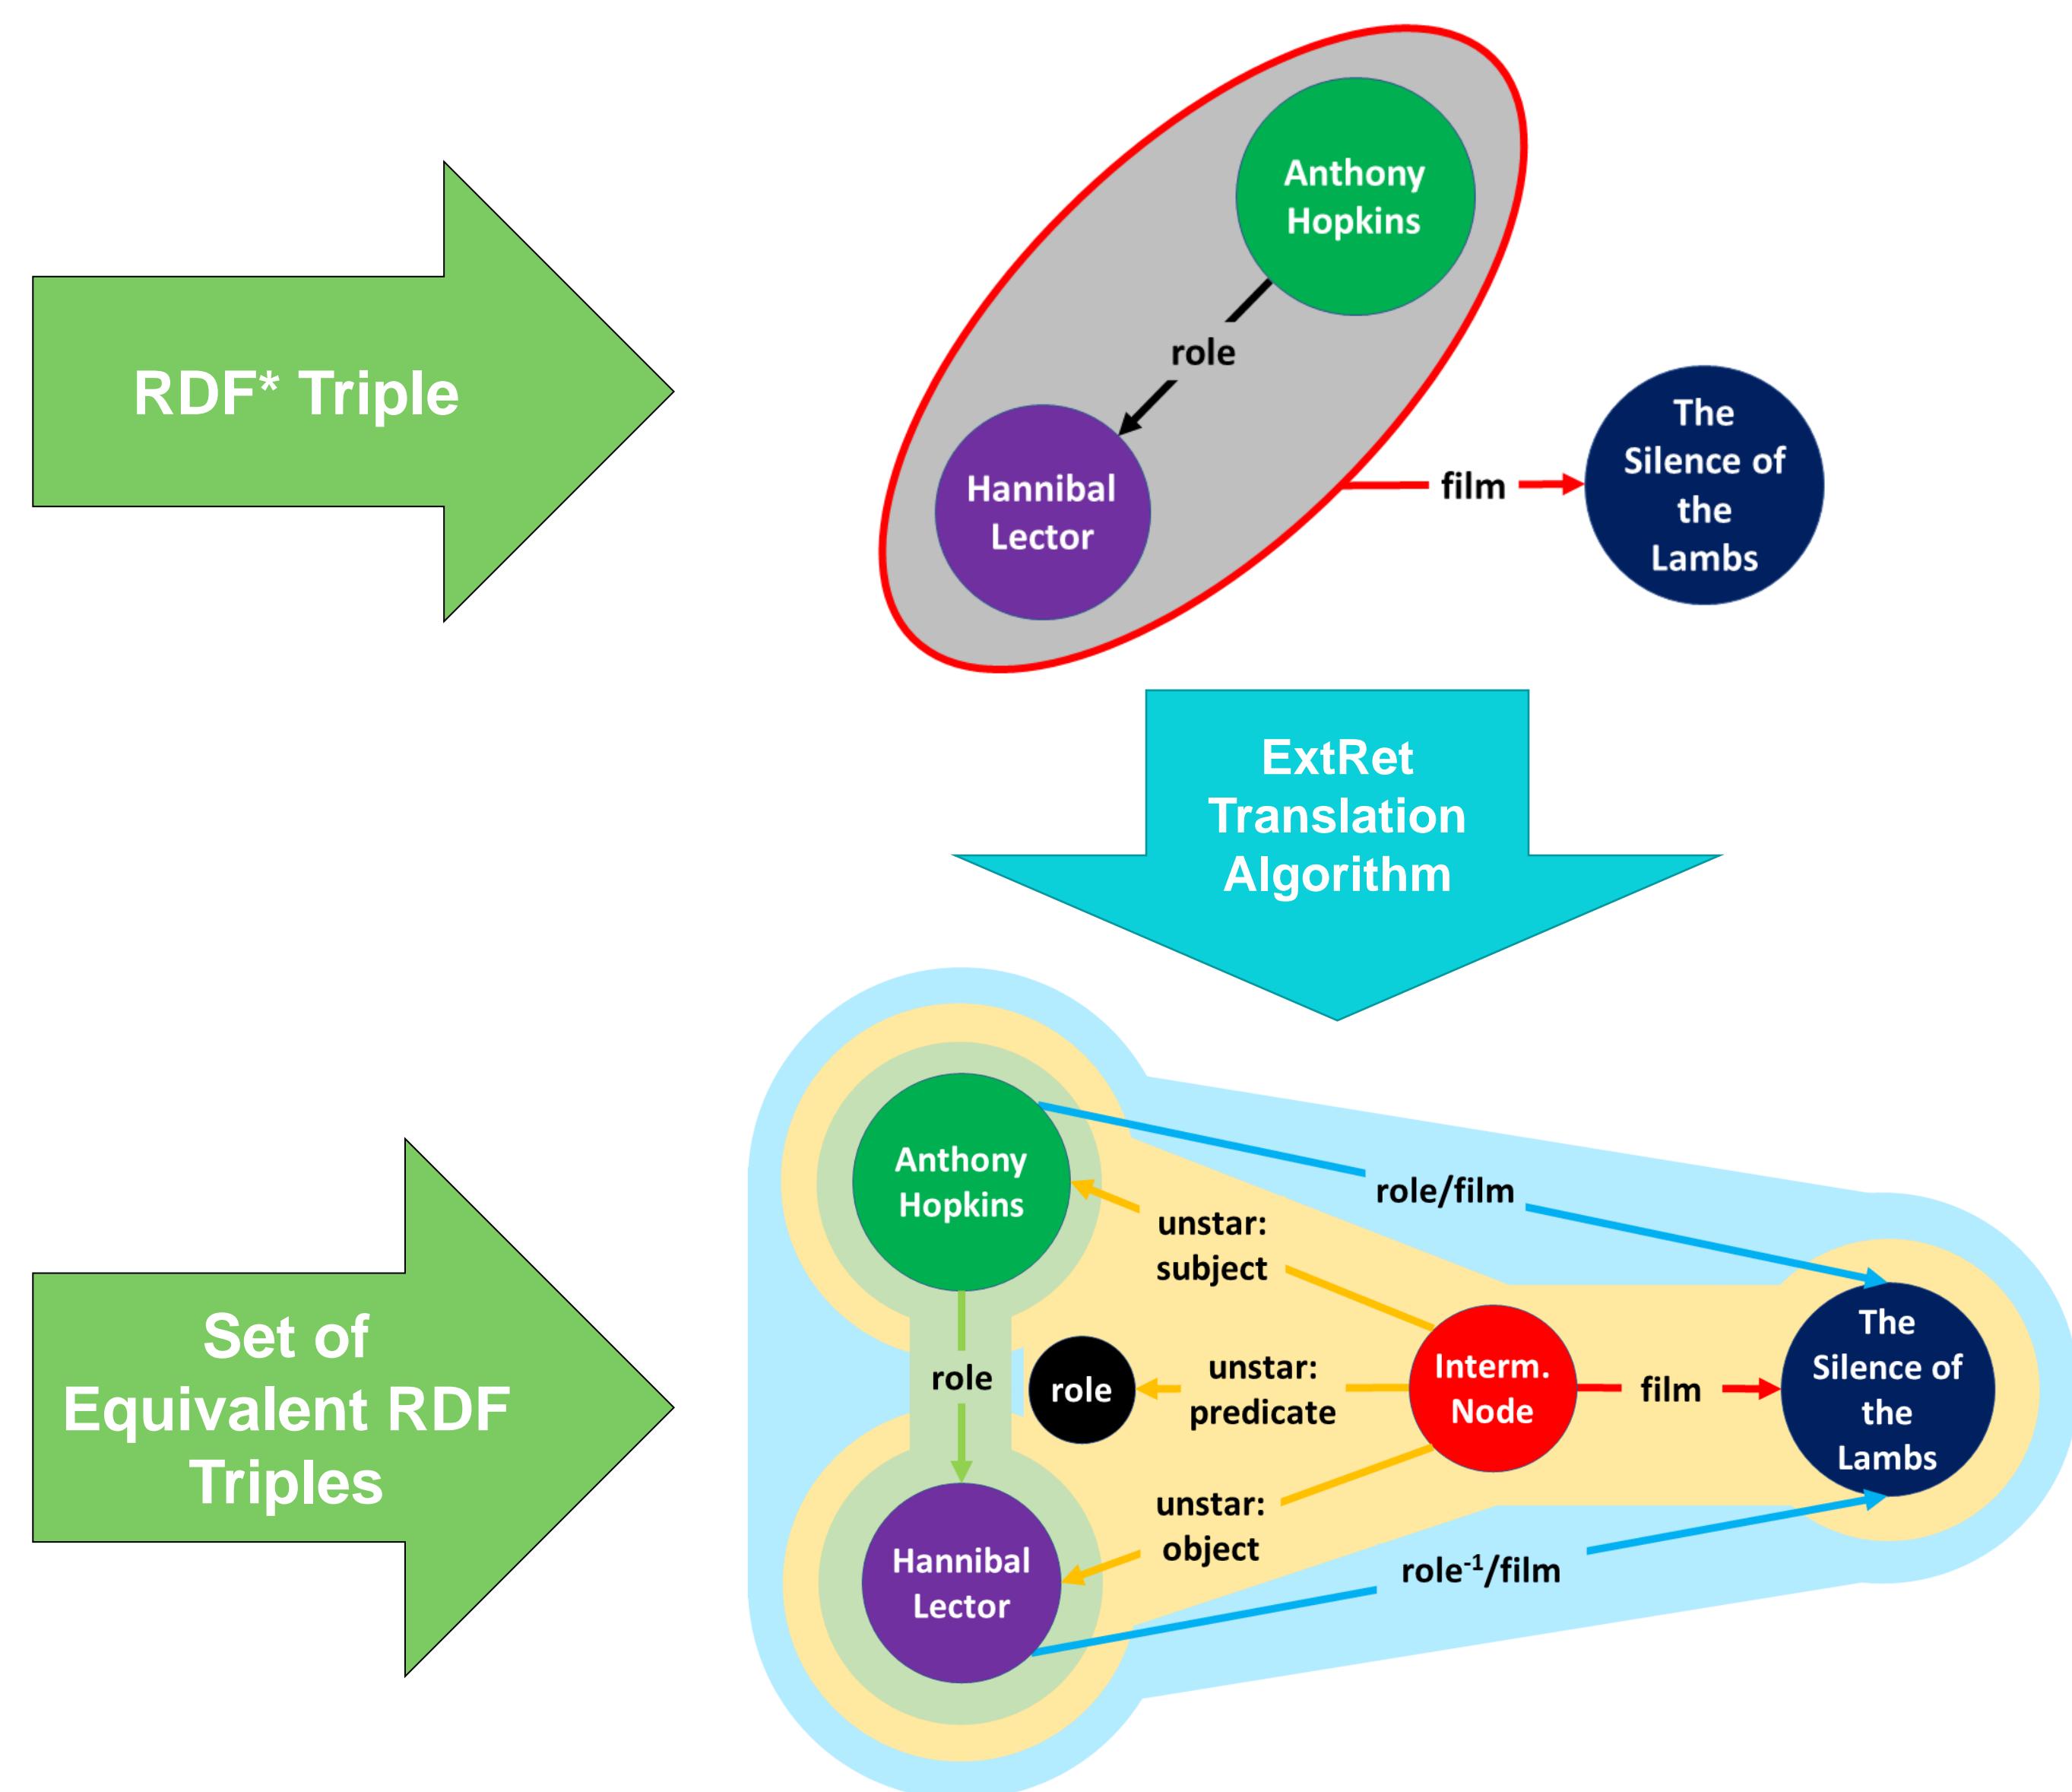 RDF* Triple
Anthony
Hopkins
role
Hannibal
Lector
film
The
Silence of
the
Lambs
ExtRet
Translation
Algorithm
Set of
Equivalent RDF
Triples
Anthony
Hopkins
role/film
unstar:
subject
role
role
unstar:
predicate
Interm.
Node
film
The
Silence of
the
Lambs
unstar:
object
Hannibal
Lector
role⁻¹/film